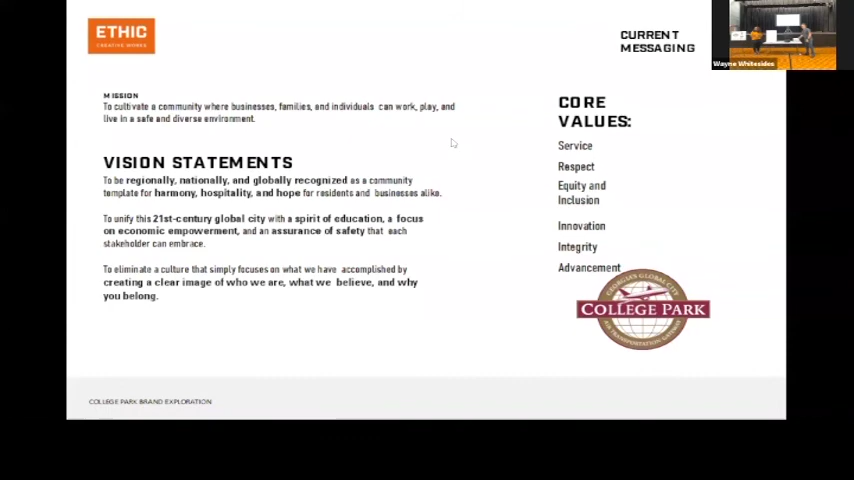 ETHIC
CREATIVE WORKS
CURRENT
MESSAGING
Wayne Whitesides
MISSION
To cultivate a community where businesses, families, and individuals can work, play, and
live in a safe and diverse environment.
VISION STATEMENTS
To be regionally, nationally, and globally recognized as a community
template for harmony, hospitality, and hope for residents and businesses alike.
To unify this 21st-century global city with a spirit of education, a focus
on economic empowerment, and an assurance of safety that each
stakeholder can embrace.
To eliminate a culture that simply focuses on what we have accomplished by
creating a clear image of who we are, what we believe, and why
you belong.
CORE
VALUES:
Service
Respect
Equity and
Inclusion
Innovation
Integrity
Advancement
GEORGIA'S GLOBAL CITY
COLLEGE PARK
AIR TRANSPORTATION GATEWAY
COLLEGE PARK BRAND EXPLORATION